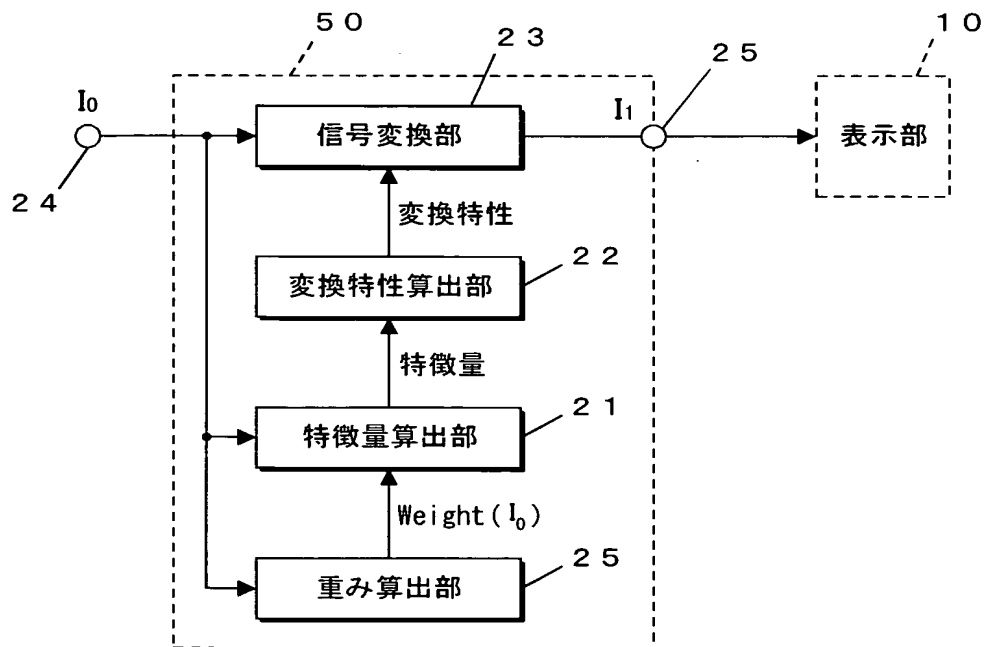 ５０
２３
２５
１０
I₀
信号変換部
I₁
表示部
２４
変換特性
２２
変換特性算出部
特徴量
２１
特徴量算出部
Weight(I₀)
２５
重み算出部